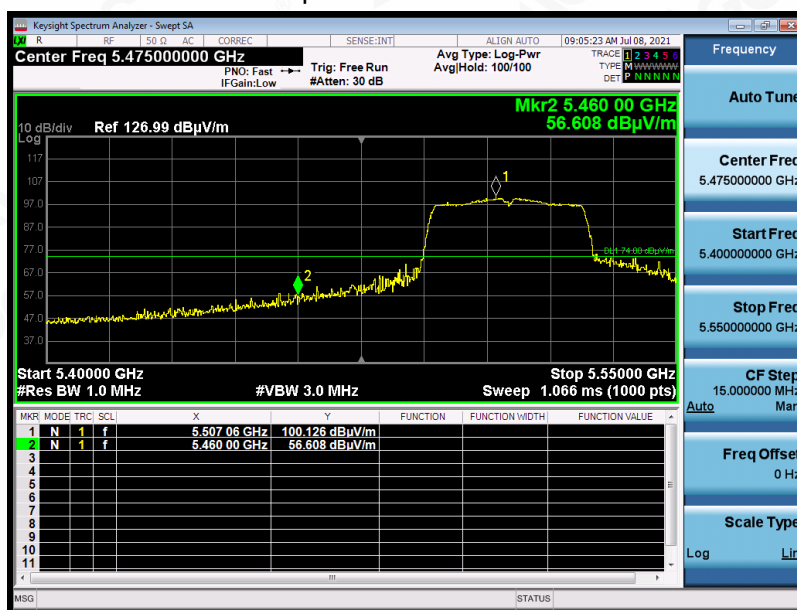 Keysight Spectrum Analyzer - Swept SA
LXI R RF 50 Ω AC CORREC SENSE:INT ALIGN AUTO 09:05:23 AM Jul 08, 2021
Center Freq 5.475000000 GHz
PNO: Fast
IFGain:Low
Trig: Free Run
#Atten: 30 dB
Avg Type: Log-Pwr
Avg|Hold: 100/100
TRACE 1 2 3 4 5 6
TYPE M WWWWW
DET P N N N N N
Mkr2 5.460 00 GHz
56.608 dBµV/m
10 dB/div Ref 126.99 dBµV/m
Log
117
107
97.0
87.0
77.0
67.0
57.0
47.0
37.0
1
2
DL1 74.00 dBµV/m
Start 5.40000 GHz Stop 5.55000 GHz
#Res BW 1.0 MHz #VBW 3.0 MHz Sweep 1.066 ms (1000 pts)
MKR MODE TRC SCL X Y FUNCTION FUNCTION WIDTH FUNCTION VALUE
1 N 1 f 5.507 06 GHz 100.126 dBµV/m
2 N 1 f 5.460 00 GHz 56.608 dBµV/m
3
4
5
6
7
8
9
10
11
MSG STATUS
Frequency
Auto Tune
Center Freq
5.475000000 GHz
Start Freq
5.400000000 GHz
Stop Freq
5.550000000 GHz
CF Step
15.000000 MHz
Auto Man
Freq Offset
0 Hz
Scale Type
Log Lin